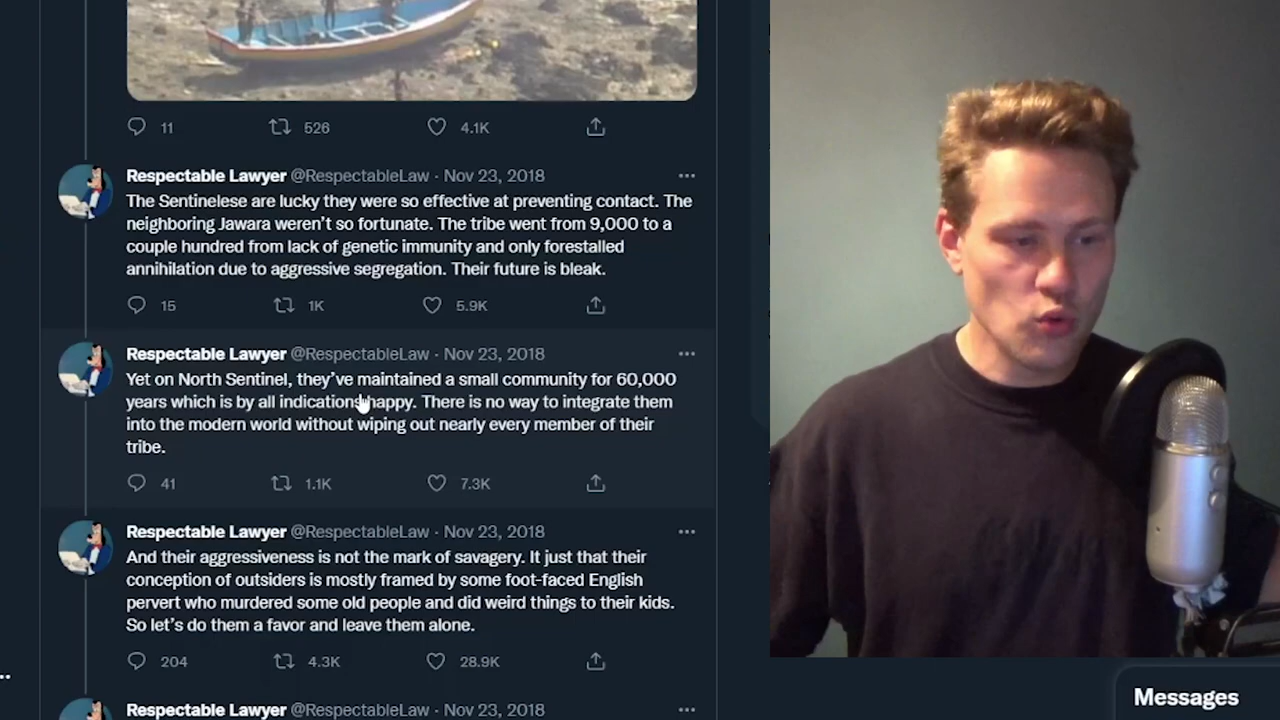 11 526 4.1K
Respectable Lawyer @RespectableLaw · Nov 23, 2018
The Sentinelese are lucky they were so effective at preventing contact. The
neighboring Jawara weren't so fortunate. The tribe went from 9,000 to a
couple hundred from lack of genetic immunity and only forestalled
annihilation due to aggressive segregation. Their future is bleak.
15 1K 5.9K
Respectable Lawyer @RespectableLaw · Nov 23, 2018
Yet on North Sentinel, they've maintained a small community for 60,000
years which is by all indications happy. There is no way to integrate them
into the modern world without wiping out nearly every member of their
tribe.
41 1.1K 7.3K
Respectable Lawyer @RespectableLaw · Nov 23, 2018
And their aggressiveness is not the mark of savagery. It just that their
conception of outsiders is mostly framed by some foot-faced English
pervert who murdered some old people and did weird things to their kids.
So let's do them a favor and leave them alone.
204 4.3K 28.9K
Respectable Lawyer @RespectableLaw · Nov 23, 2018
Messages